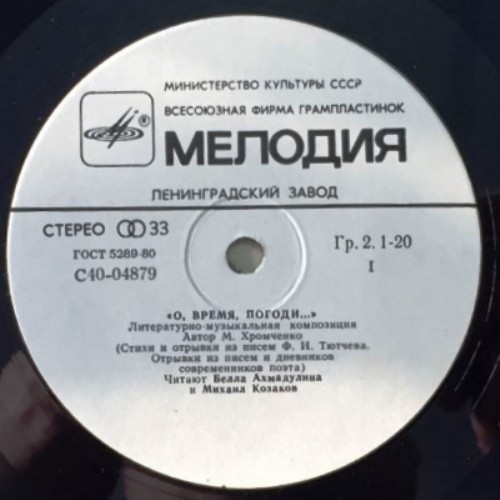 МИНИСТЕРСТВО КУЛЬТУРЫ СССР
ВСЕСОЮЗНАЯ ФИРМА ГРАМПЛАСТИНОК
®
МЕЛОДИЯ
ЛЕНИНГРАДСКИЙ ЗАВОД
СТЕРЕО 33
ГОСТ 5289-80
С40-04879
Гр. 2. 1-20
I
«О, ВРЕМЯ, ПОГОДИ...»
Литературно-музыкальная композиция
Автор М. Хромченко
(Стихи и отрывки из писем Ф. И. Тютчева.
Отрывки из писем и дневников
современников поэта)
Читают Белла Ахмадулина
и Михаил Козаков